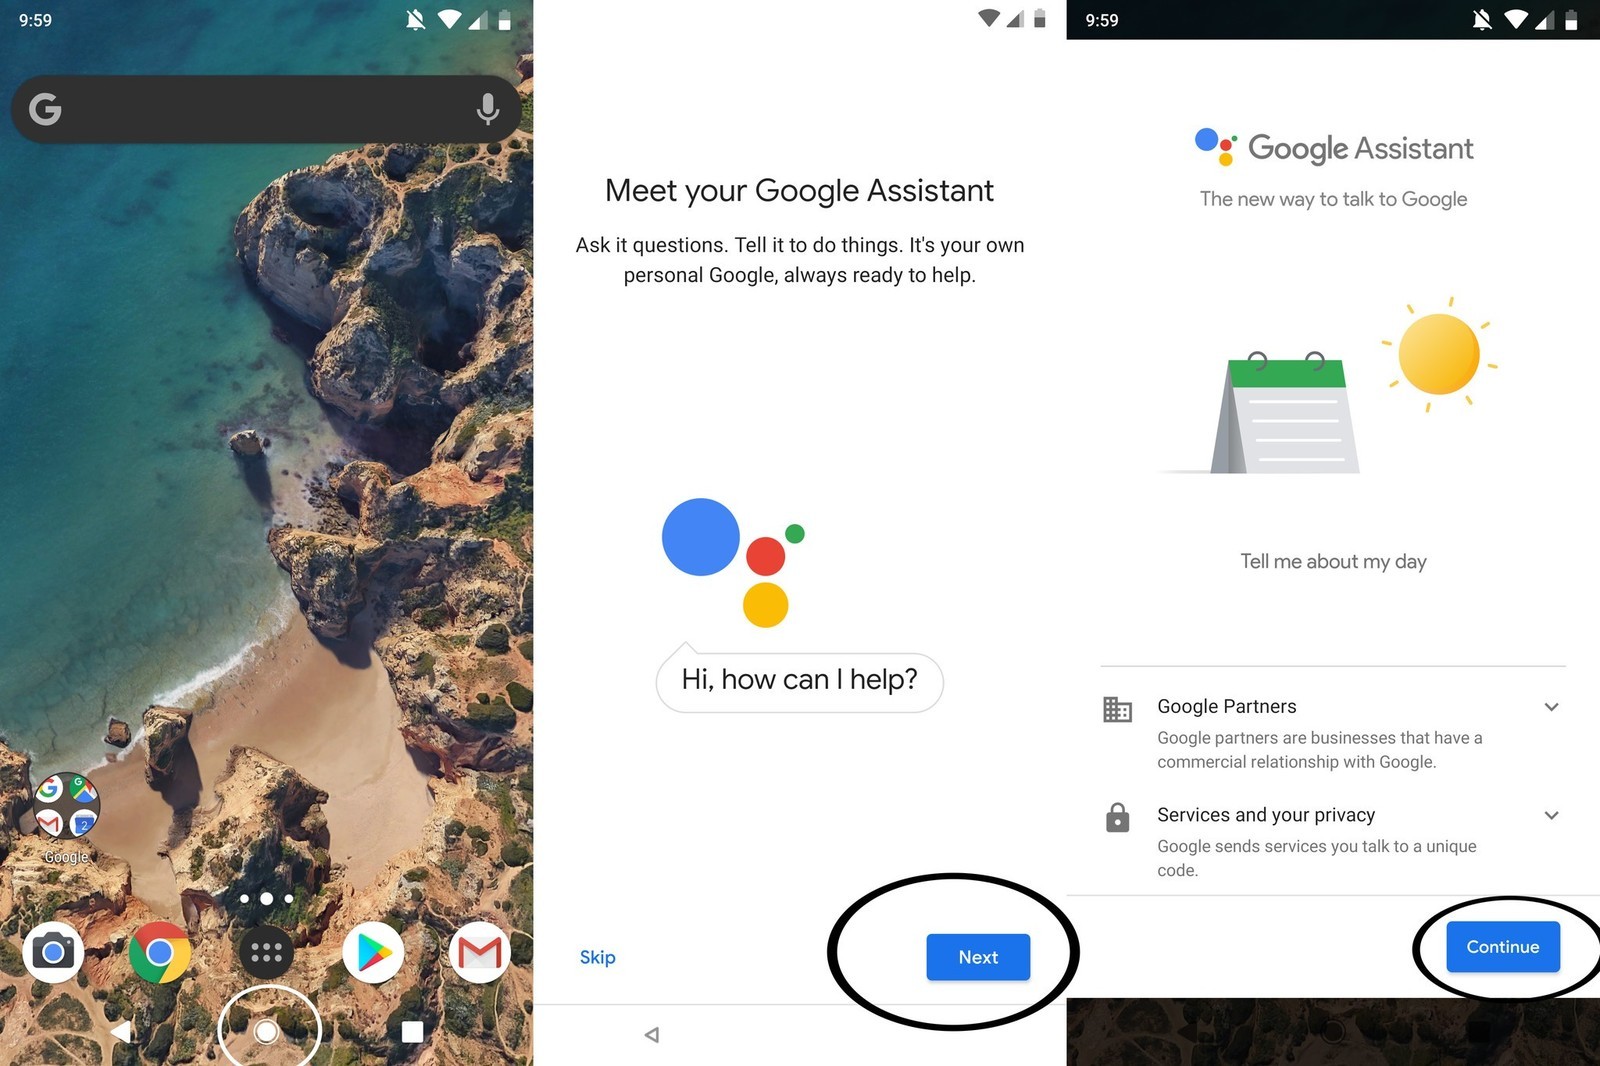 9:59
G
2
Google
Meet your Google Assistant
Ask it questions. Tell it to do things. It's your own
personal Google, always ready to help.
Hi, how can I help?
Skip
Next
9:59
Google Assistant
The new way to talk to Google
Tell me about my day
Google Partners
Google partners are businesses that have a
commercial relationship with Google.
Services and your privacy
Google sends services you talk to a unique
code.
Continue